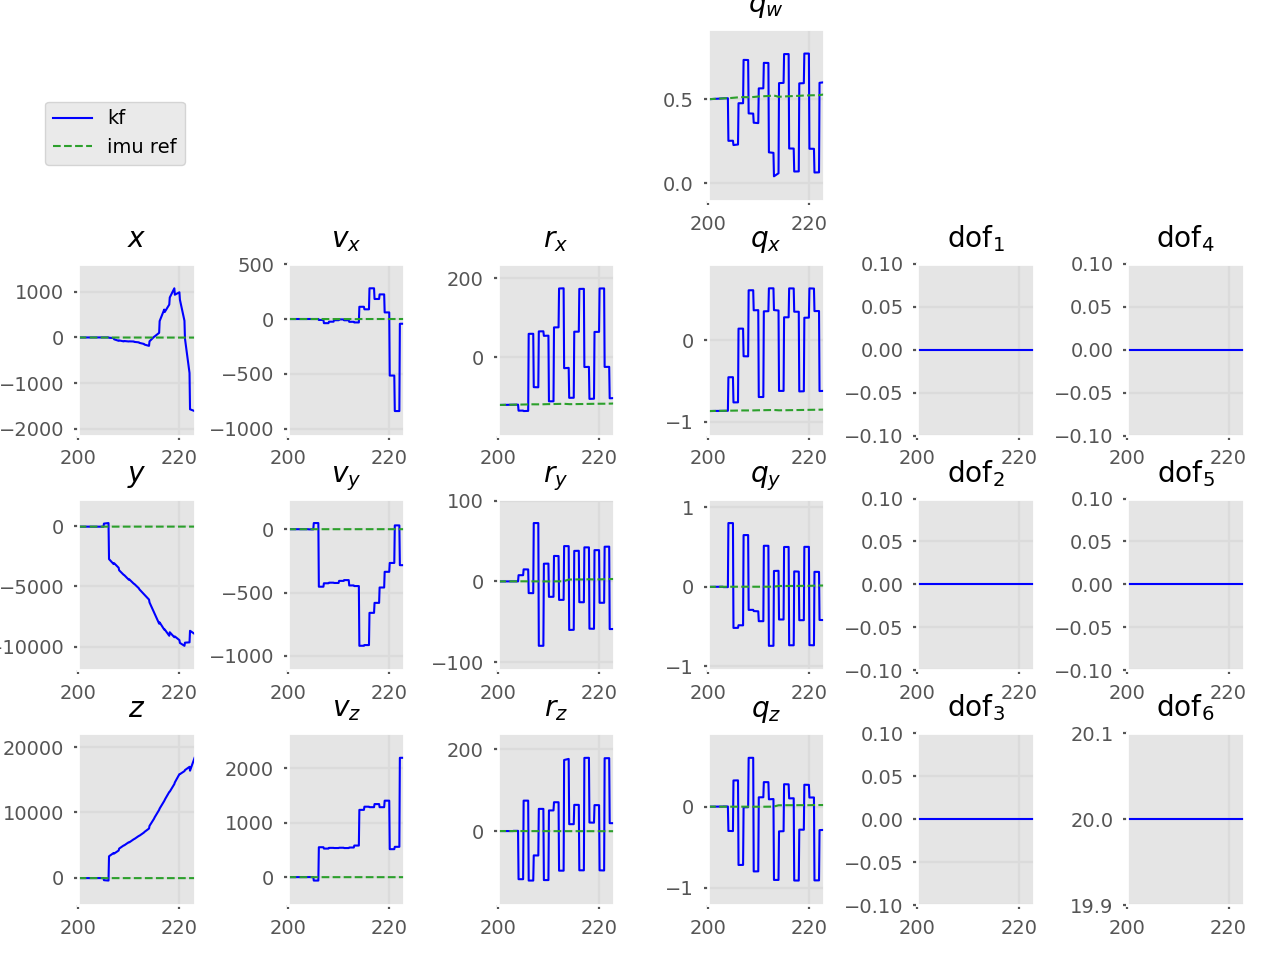 q_w
kf
imu ref
0.5
0.0
200 220
x v_x r_x q_x dof_1 dof_4
1000 0 −1000 −2000
500 0 −500 −1000
200 0
0 −1
0.10 0.05 0.00 −0.05 −0.10
0.10 0.05 0.00 −0.05 −0.10
200 220 200 220 200 220 200 220 200 220 200 220
y v_y r_y q_y dof_2 dof_5
0 −5000 −10000
0 −500 −1000
100 0 −100
1 0 −1
0.10 0.05 0.00 −0.05 −0.10
0.10 0.05 0.00 −0.05 −0.10
200 220 200 220 200 220 200 220 200 220 200 220
z v_z r_z q_z dof_3 dof_6
20000 10000 0
2000 1000 0
200 0
0 −1
0.10 0.05 0.00 −0.05 −0.10
20.1 20.0 19.9
200 220 200 220 200 220 200 220 200 220 200 220